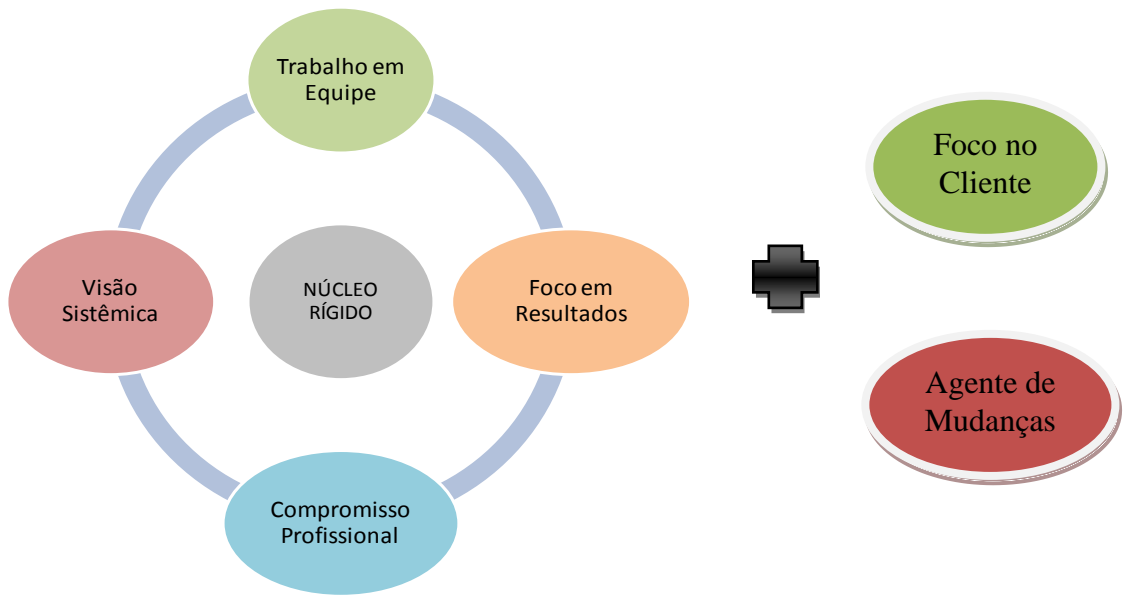 Trabalho em
Equipe
Visão
Sistêmica
NÚCLEO
RÍGIDO
Foco em
Resultados
Compromisso
Profissional
Foco no
Cliente
Agente de
Mudanças